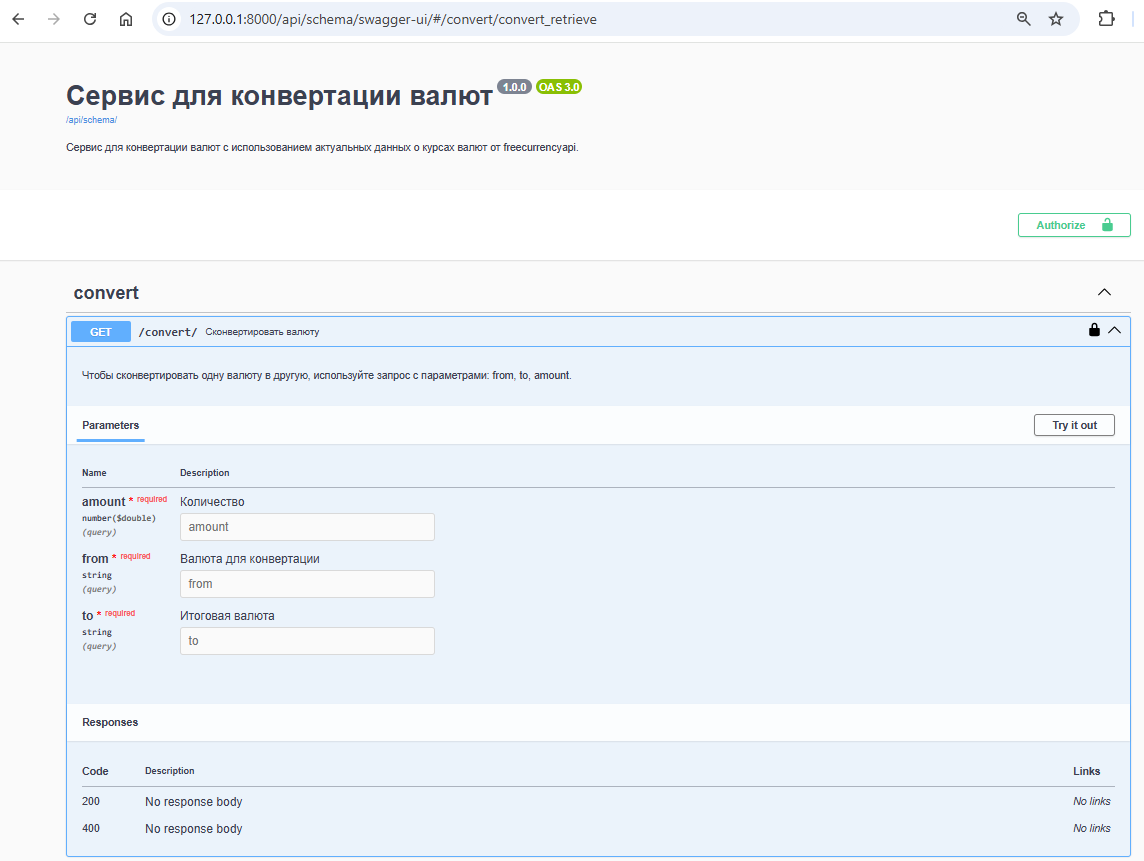 127.0.0.1:8000/api/schema/swagger-ui/#/convert/convert_retrieve
Сервис для конвертации валют 1.0.0 OAS 3.0
/api/schema/
Сервис для конвертации валют с использованием актуальных данных о курсах валют от freecurrencyapi.
Authorize
convert
GET /convert/ Сконвертировать валюту
Чтобы сконвертировать одну валюту в другую, используйте запрос с параметрами: from, to, amount.
Parameters Try it out
Name Description
amount * required Количество
number($double)
(query)
amount
from * required Валюта для конвертации
string
(query)
from
to * required Итоговая валюта
string
(query)
to
Responses
Code Description Links
200 No response body No links
400 No response body No links